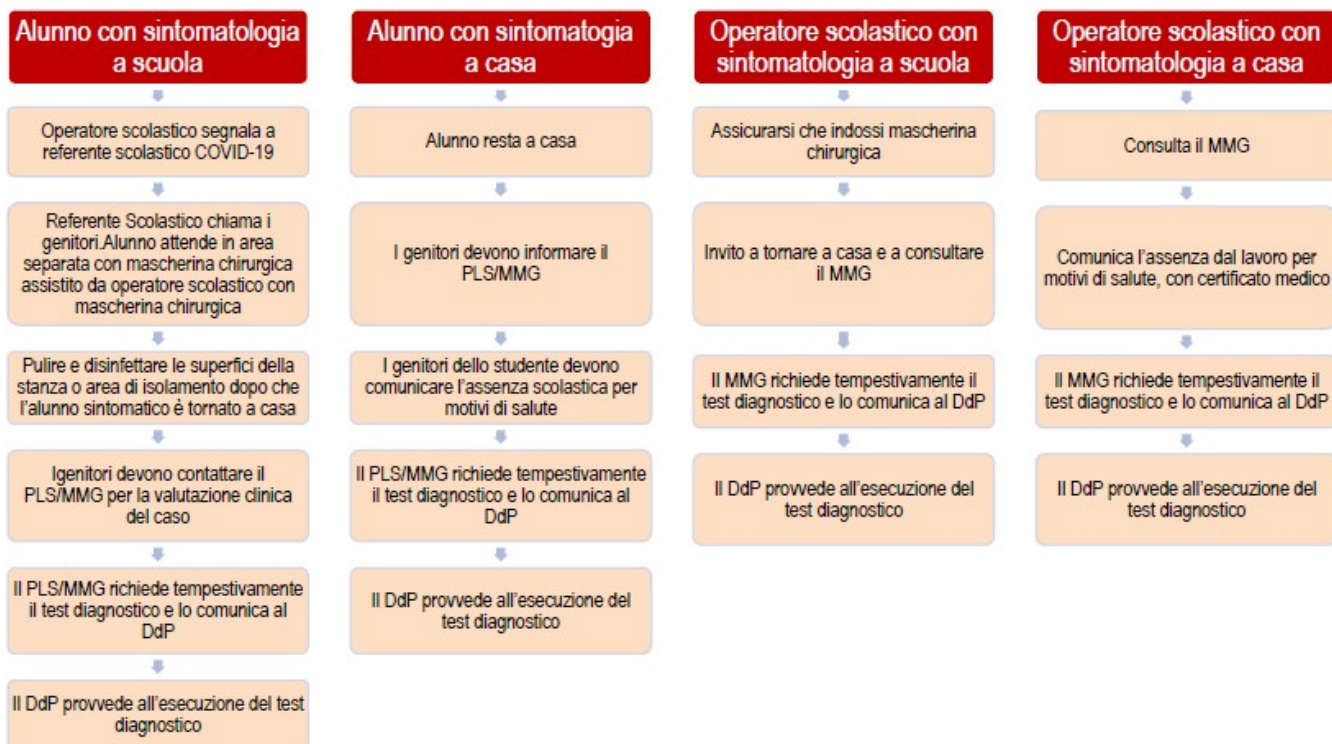 Alunno con sintomatologia
a scuola
Operatore scolastico segnala a
referente scolastico COVID-19
Referente Scolastico chiama i
genitori.Alunno attende in area
separata con mascherina chirurgica
assistito da operatore scolastico con
mascherina chirurgica
Pulire e disinfettare le superfici della
stanza o area di isolamento dopo che
l'alunno sintomatico è tornato a casa
Igenitori devono contattare il
PLS/MMG per la valutazione clinica
del caso
Il PLS/MMG richiede tempestivamente
il test diagnostico e lo comunica al
DdP
Il DdP provvede all'esecuzione del test
diagnostico
Alunno con sintomatogia
a casa
Alunno resta a casa
I genitori devono informare il
PLS/MMG
I genitori dello studente devono
comunicare l'assenza scolastica per
motivi di salute
Il PLS/MMG richiede tempestivamente
il test diagnostico e lo comunica al
DdP
Il DdP provvede all'esecuzione del
test diagnostico
Operatore scolastico con
sintomatologia a scuola
Assicurarsi che indossi mascherina
chirurgica
Invito a tornare a casa e a consultare
il MMG
Il MMG richiede tempestivamente il
test diagnostico e lo comunica al DdP
Il DdP provvede all'esecuzione del
test diagnostico
Operatore scolastico con
sintomatologia a casa
Consulta il MMG
Comunica l'assenza dal lavoro per
motivi di salute, con certificato medico
Il MMG richiede tempestivamente il
test diagnostico e lo comunica al DdP
Il DdP provvede all'esecuzione del
test diagnostico